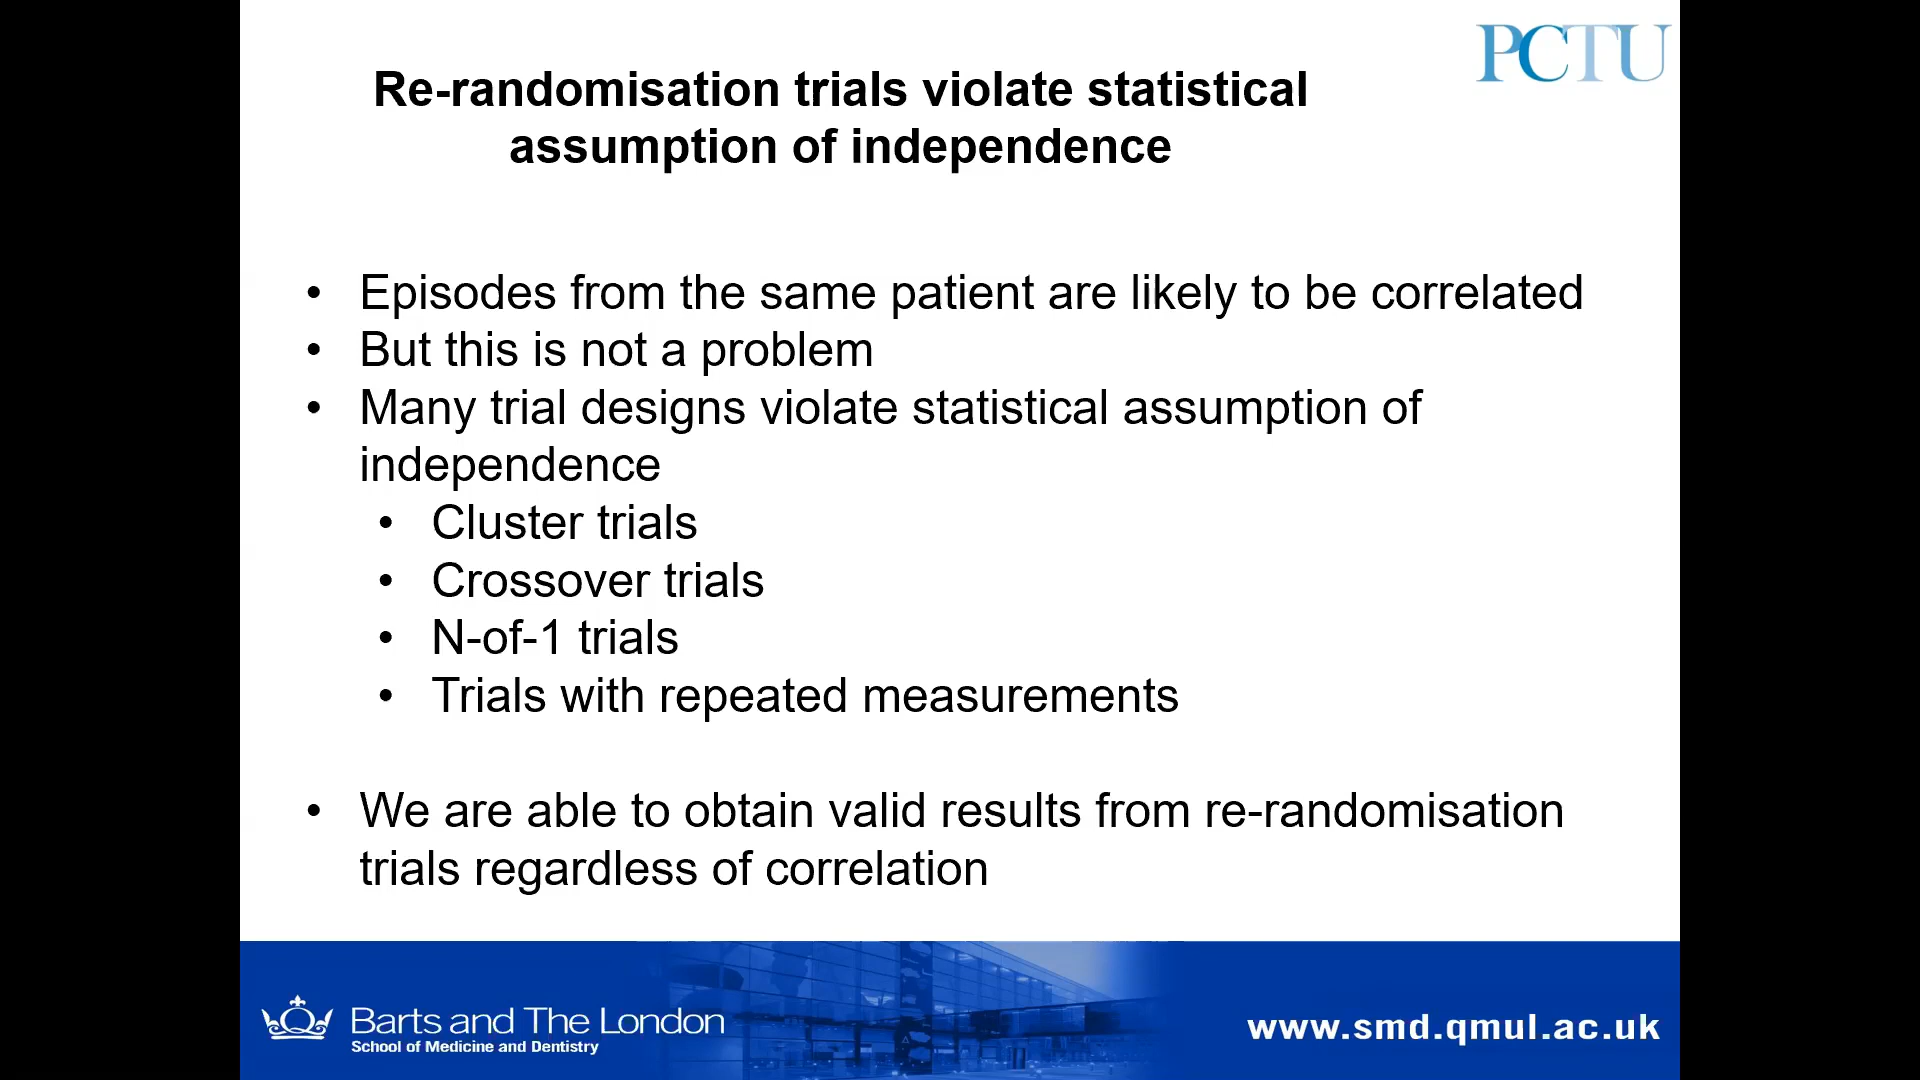 PCTU
Re-randomisation trials violate statistical
assumption of independence
• Episodes from the same patient are likely to be correlated
• But this is not a problem
• Many trial designs violate statistical assumption of
independence
• Cluster trials
• Crossover trials
• N-of-1 trials
• Trials with repeated measurements
• We are able to obtain valid results from re-randomisation
trials regardless of correlation
Barts and The London
School of Medicine and Dentistry
www.smd.qmul.ac.uk